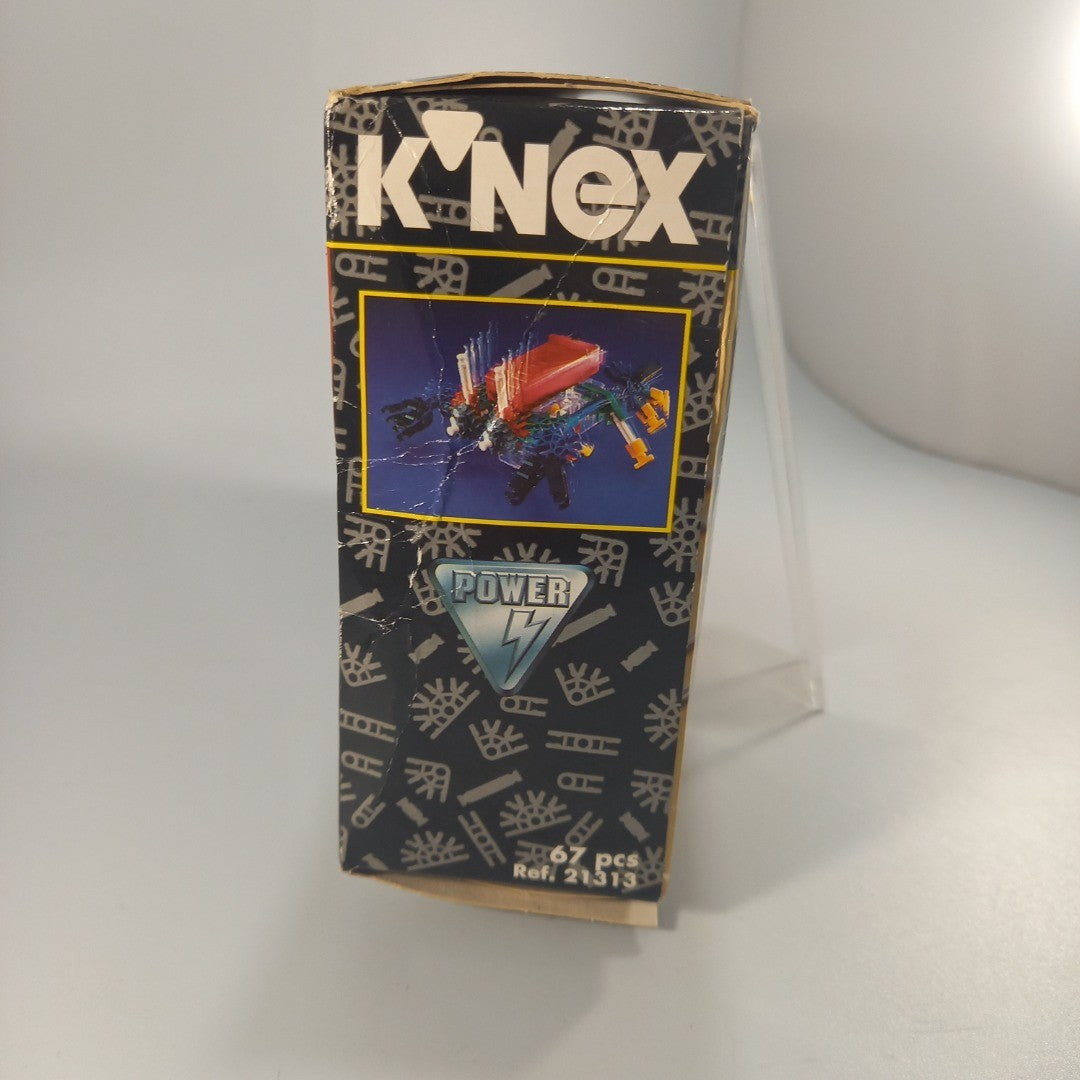 K'NEX
POWER
67 pcs
Ref. 21313